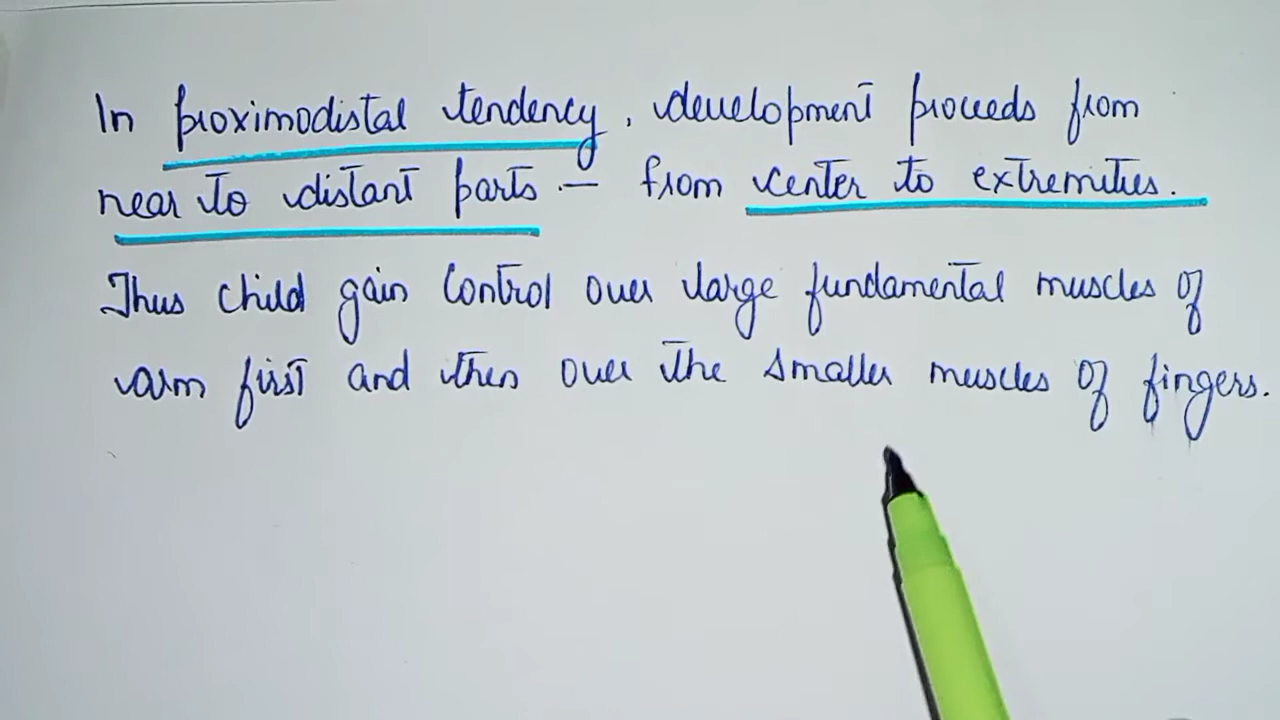 In proximodistal tendency, development proceeds from
near to distant parts – from center to extremities.
Thus child gain control over large fundamental muscles of
arm first and then over the smaller muscles of fingers.